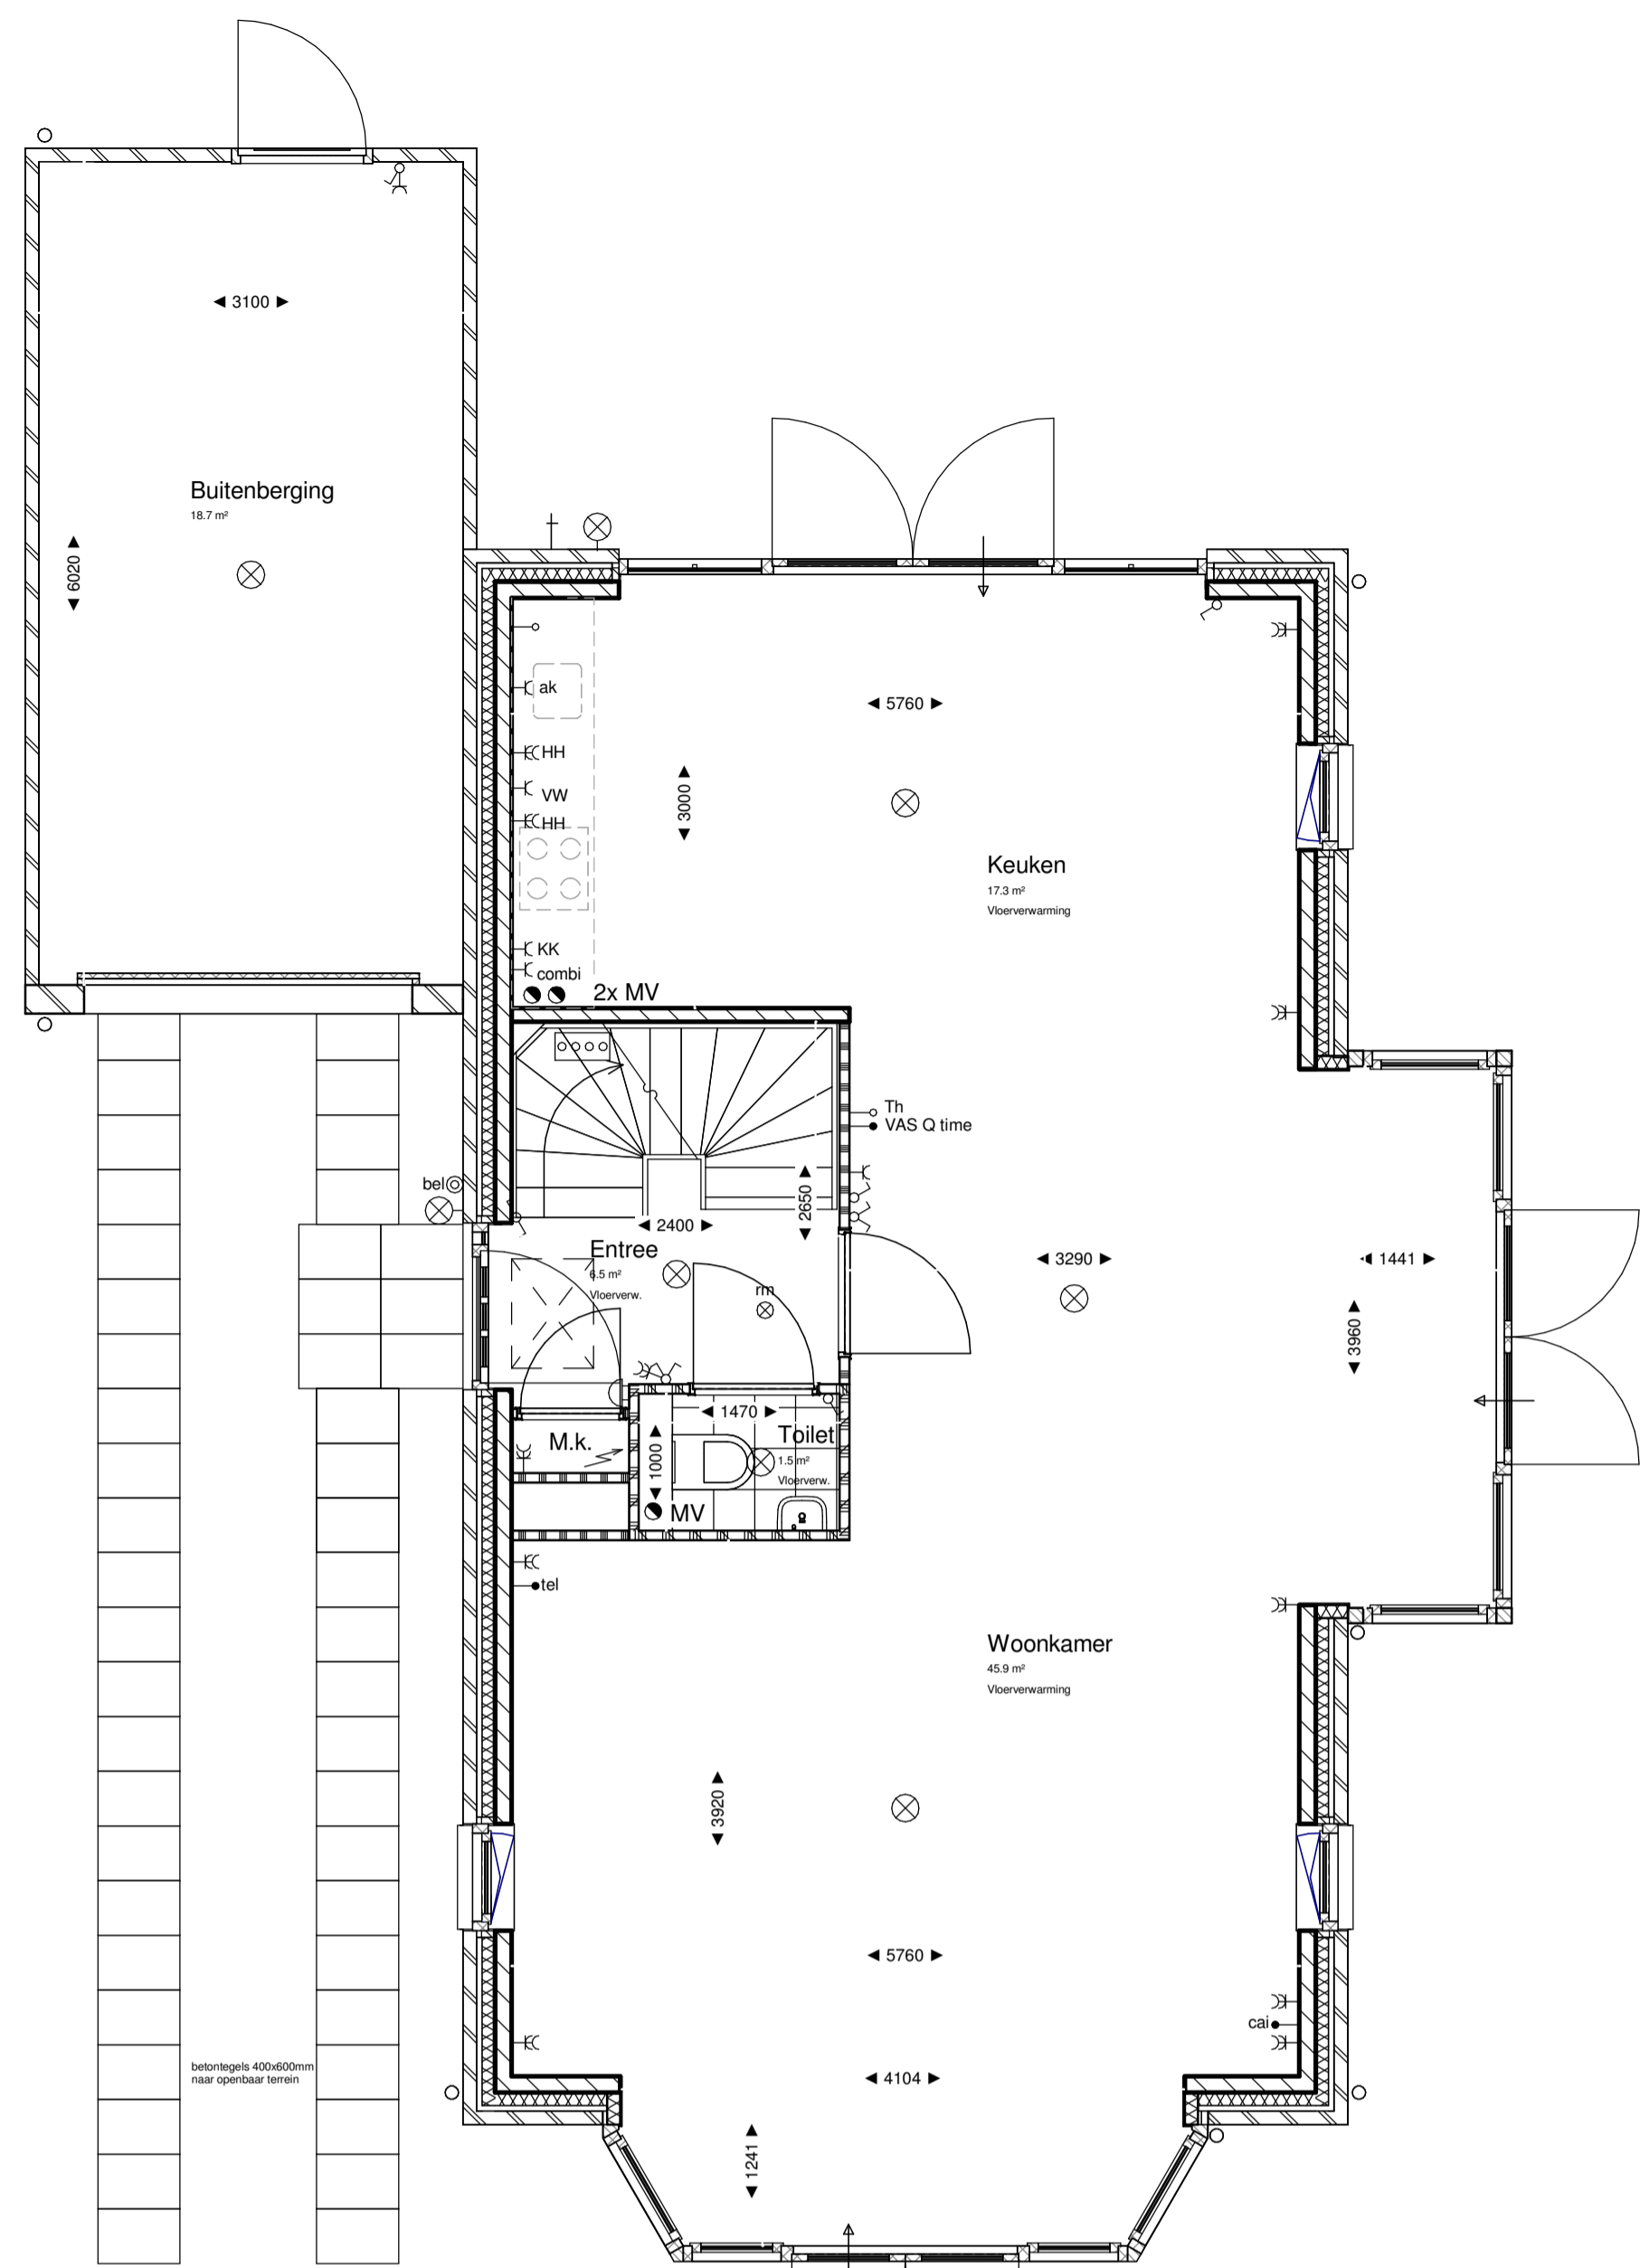 3100
Buitenberging
18.7 m²
6020
ak
HH
VW
HH
KK
combi
2x MV
5760
3000
Keuken
17.3 m²
Vloerverwarming
Th
VAS Q time
bel
2650
2400
Entree
6.5 m²
Vloerverw.
rm
3290
1441
3960
M.k.
1470
1000
Toilet
1.5 m²
Vloerverw.
MV
tel
Woonkamer
45.9 m²
Vloerverwarming
3920
5760
cai
4104
1241
betontegels 400x600mm
naar openbaar terrein